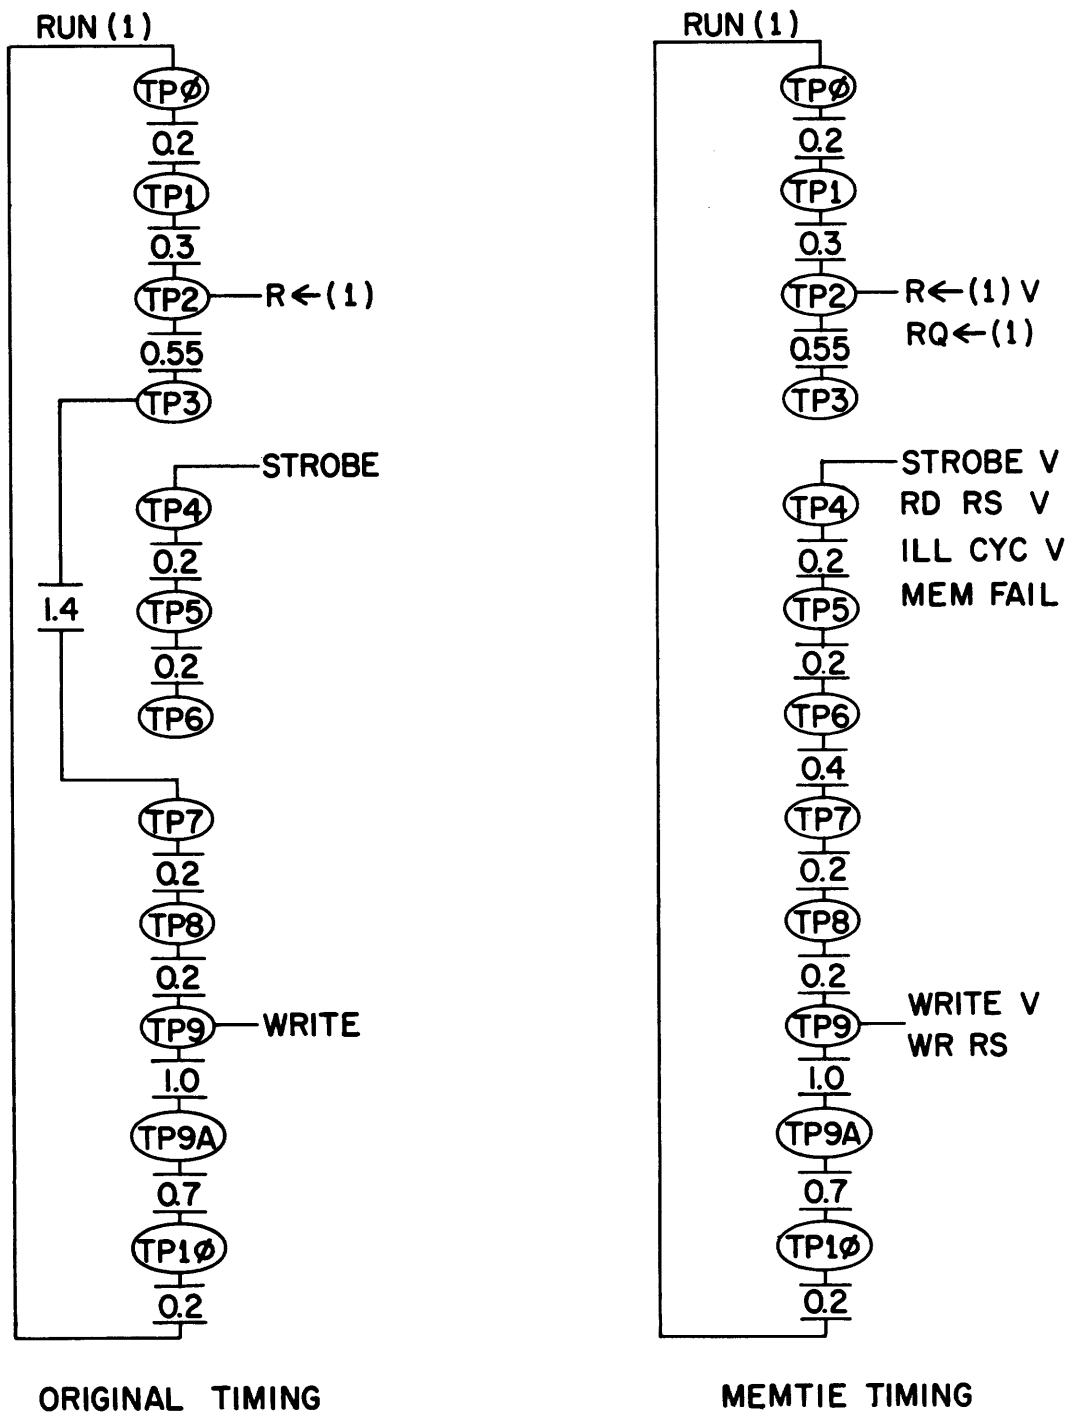 RUN (1)
TPØ
0.2
TP1
0.3
TP2 R←(1)
0.55
TP3
STROBE
TP4
0.2
1.4
TP5
0.2
TP6
TP7
0.2
TP8
0.2
TP9 WRITE
1.0
TP9A
0.7
TP1Ø
0.2
ORIGINAL TIMING
RUN (1)
TPØ
0.2
TP1
0.3
TP2 R←(1) V
RQ←(1)
0.55
TP3
STROBE V
TP4 RD RS V
0.2 ILL CYC V
TP5 MEM FAIL
0.2
TP6
0.4
TP7
0.2
TP8
0.2
WRITE V
TP9
WR RS
1.0
TP9A
0.7
TP1Ø
0.2
MEMTIE TIMING